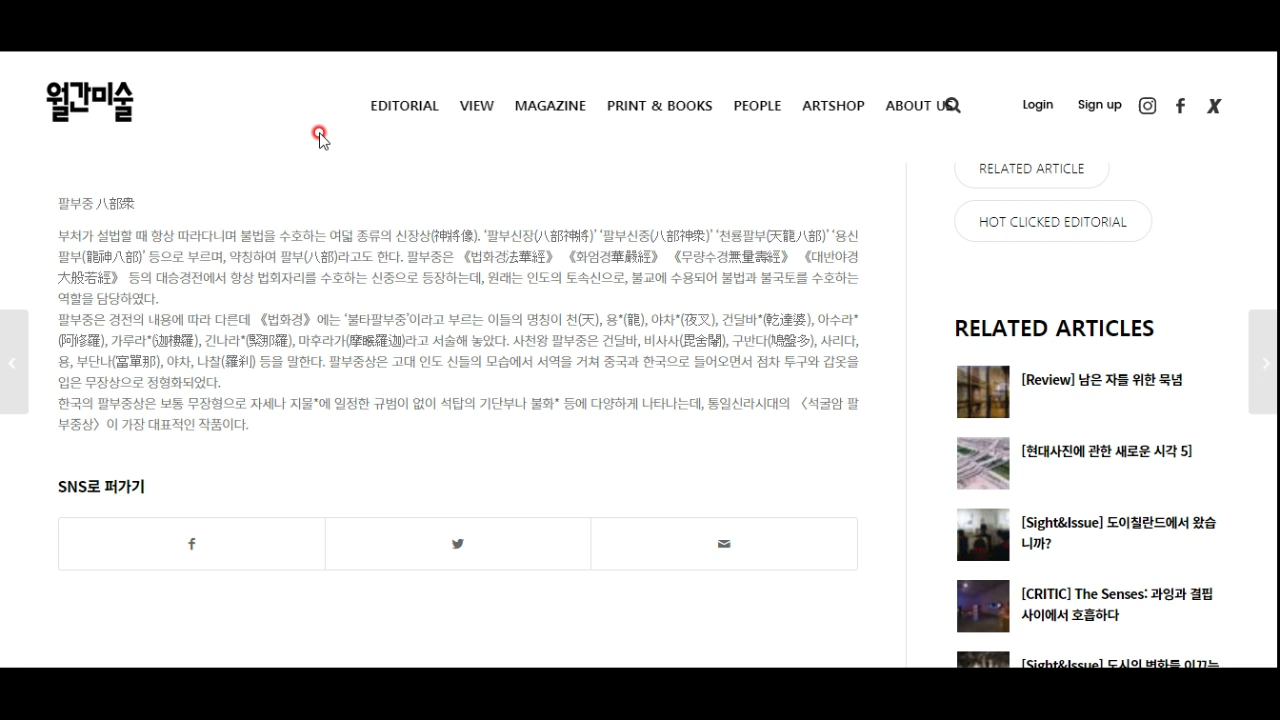 월간미술
EDITORIAL VIEW MAGAZINE PRINT & BOOKS PEOPLE ARTSHOP ABOUT US
Login Sign up
팔부중 八部衆
부처가 설법할 때 항상 따라다니며 불법을 수호하는 여덟 종류의 신장상(神將像). ‘팔부신장(八部神將)’ ‘팔부신중(八部神衆)’ ‘천룡팔부(天龍八部)’ ‘용신
팔부(龍神八部)’ 등으로 부르며, 약칭하여 팔부(八部)라고도 한다. 팔부중은 《법화경法華經》 《화엄경華嚴經》 《무량수경無量壽經》 《대반야경
大般若經》 등의 대승경전에서 항상 법회자리를 수호하는 신중으로 등장하는데, 원래는 인도의 토속신으로, 불교에 수용되어 불법과 불국토를 수호하는
역할을 담당하였다.
팔부중은 경전의 내용에 따라 다른데 《법화경》에는 ‘불타팔부중’이라고 부르는 이들의 명칭이 천(天), 용*(龍), 야차*(夜叉), 건달바*(乾達婆), 아수라*
(阿修羅), 가루라*(迦樓羅), 긴나라*(緊那羅), 마후라가(摩睺羅迦)라고 서술해 놓았다. 사천왕 팔부중은 건달바, 비사사(毘舍闍), 구반다(鳩盤多), 사리다,
용, 부단나(富單那), 야차, 나찰(羅刹) 등을 말한다. 팔부중상은 고대 인도 신들의 모습에서 서역을 거쳐 중국과 한국으로 들어오면서 점차 투구와 갑옷을
입은 무장상으로 정형화되었다.
한국의 팔부중상은 보통 무장형으로 자세나 지물*에 일정한 규범이 없이 석탑의 기단부나 불화* 등에 다양하게 나타나는데, 통일신라시대의 〈석굴암 팔
부중상〉이 가장 대표적인 작품이다.
SNS로 퍼가기
RELATED ARTICLE
HOT CLICKED EDITORIAL
RELATED ARTICLES
[Review] 남은 자를 위한 묵념
[현대사진에 관한 새로운 시각 5]
[Sight&Issue] 도이칠란드에서 왔습
니까?
[CRITIC] The Senses: 과잉과 결핍
사이에서 호흡하다
[Sight&Issue] 도시의 변화를 이끄는